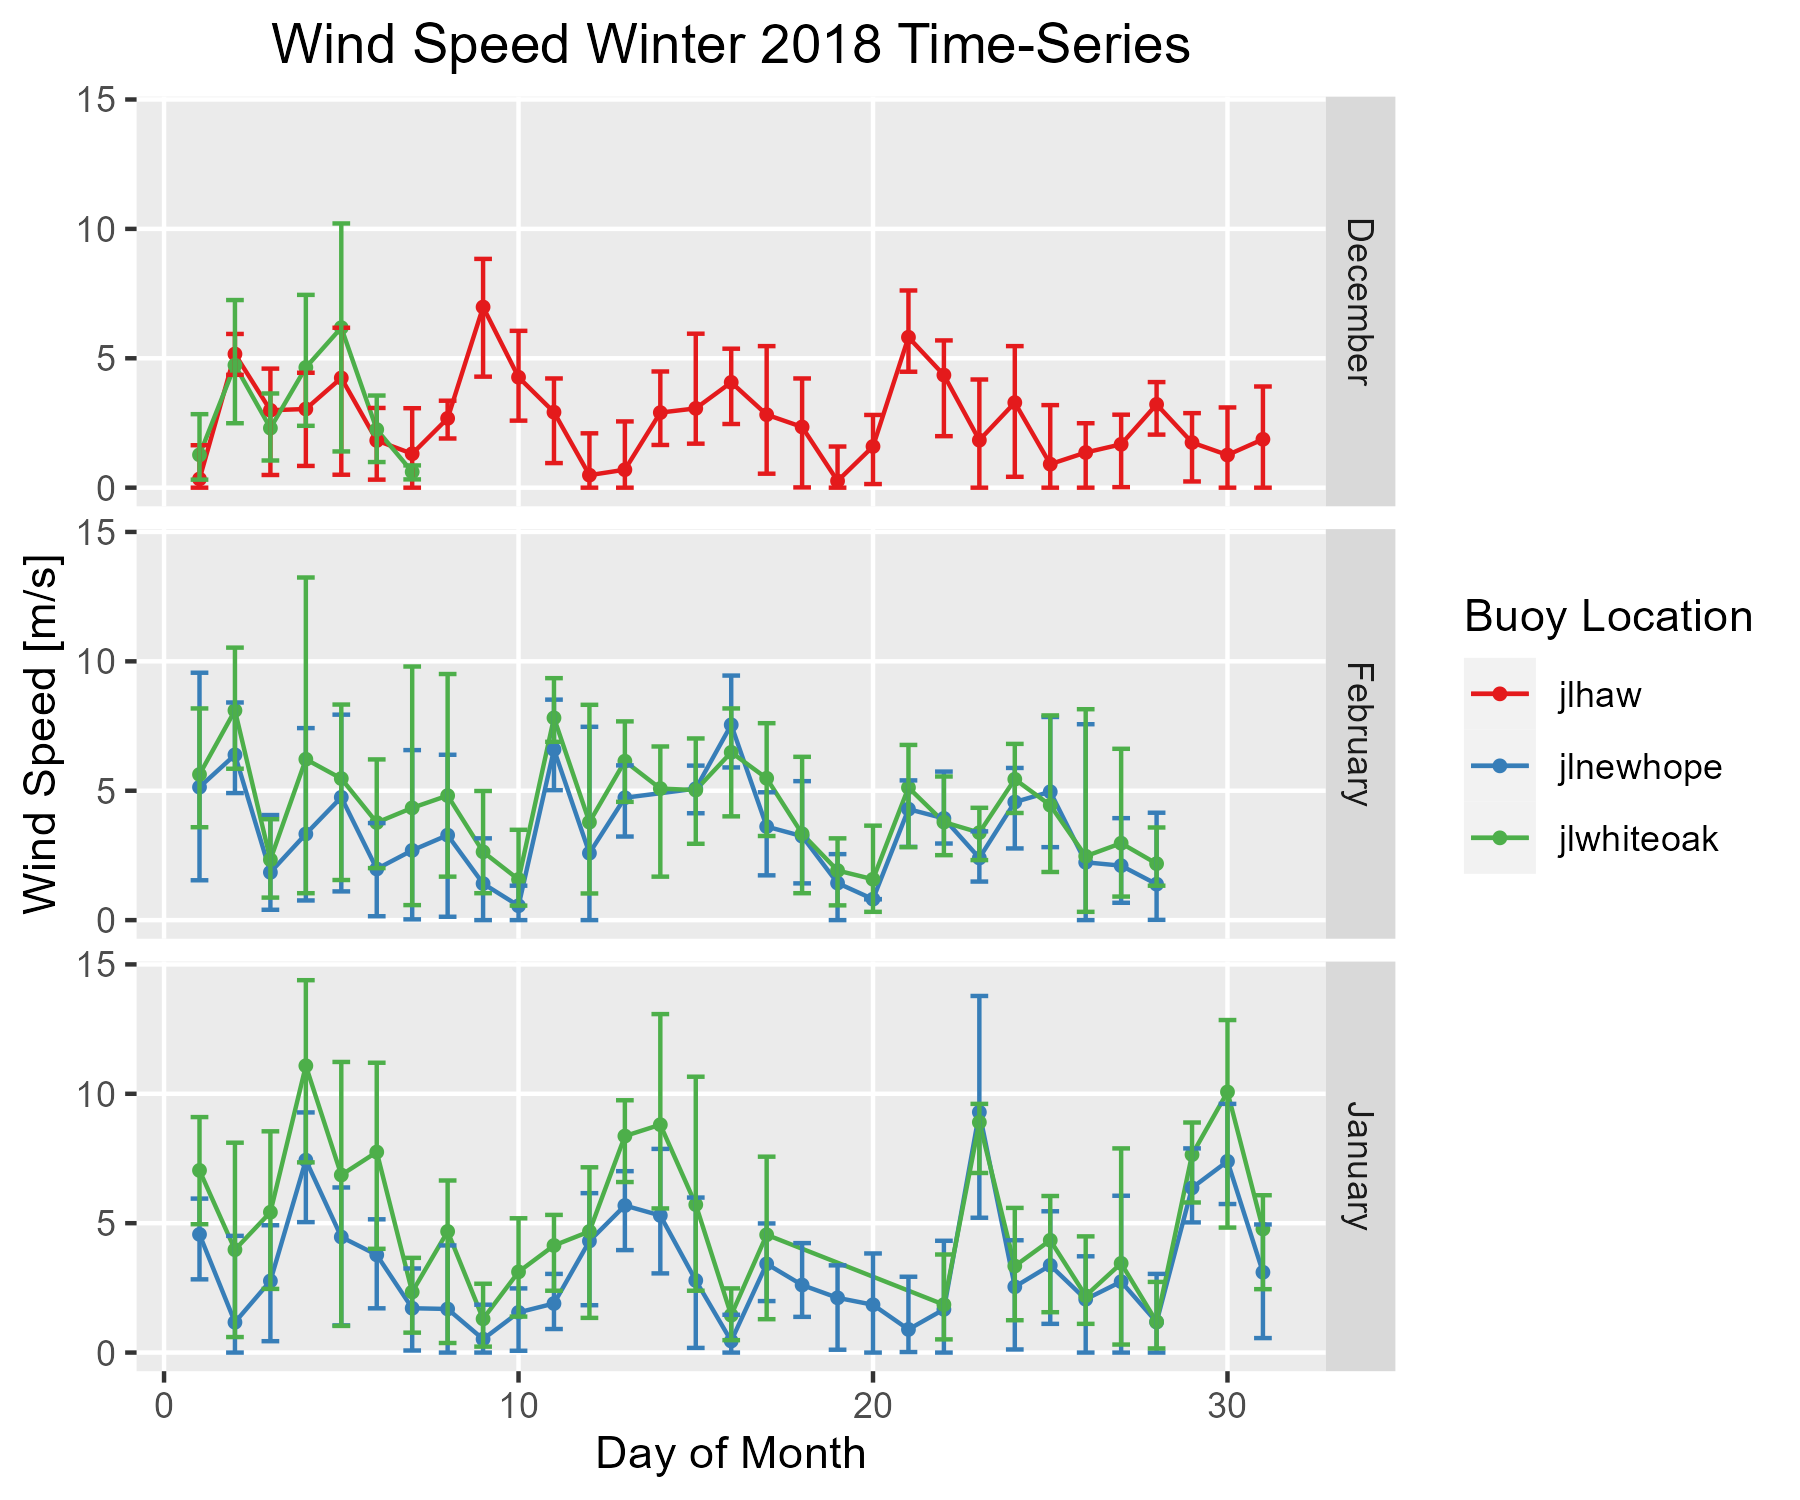 Wind Speed Winter 2018 Time-Series
15
10
5
0
December
15
10
5
0
February
15
10
5
0
January
0 10 20 30
Day of Month
Wind Speed [m/s]
Buoy Location
jlhaw
jlnewhope
jlwhiteoak